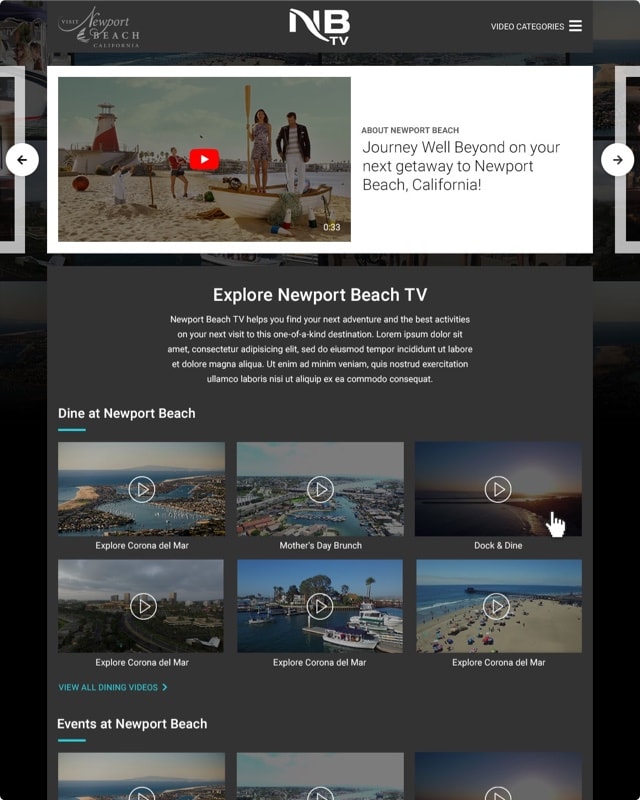 VISIT
Newport
BEACH
CALIFORNIA
NB
TV
VIDEO CATEGORIES
0:33
ABOUT NEWPORT BEACH
Journey Well Beyond on your
next getaway to Newport
Beach, California!
Explore Newport Beach TV
Newport Beach TV helps you find your next adventure and the best activities
on your next visit to this one-of-a-kind destination. Lorem ipsum dolor sit
amet, consectetur adipisicing elit, sed do eiusmod tempor incididunt ut labore
et dolore magna aliqua. Ut enim ad minim veniam, quis nostrud exercitation
ullamco laboris nisi ut aliquip ex ea commodo consequat.
Dine at Newport Beach
Explore Corona del Mar
Mother's Day Brunch
Dock & Dine
Explore Corona del Mar
Explore Corona del Mar
Explore Corona del Mar
VIEW ALL DINING VIDEOS
Events at Newport Beach